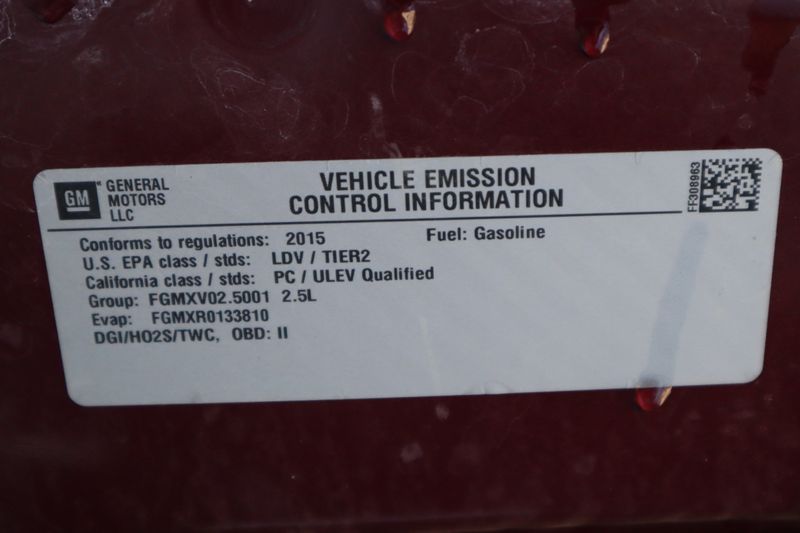 GM GENERAL MOTORS LLC
VEHICLE EMISSION
CONTROL INFORMATION
FF308963
Conforms to regulations: 2015 Fuel: Gasoline
U.S. EPA class / stds: LDV / TIER2
California class / stds: PC / ULEV Qualified
Group: FGMXV02.5001 2.5L
Evap: FGMXR0133810
DGI/HO2S/TWC, OBD: II